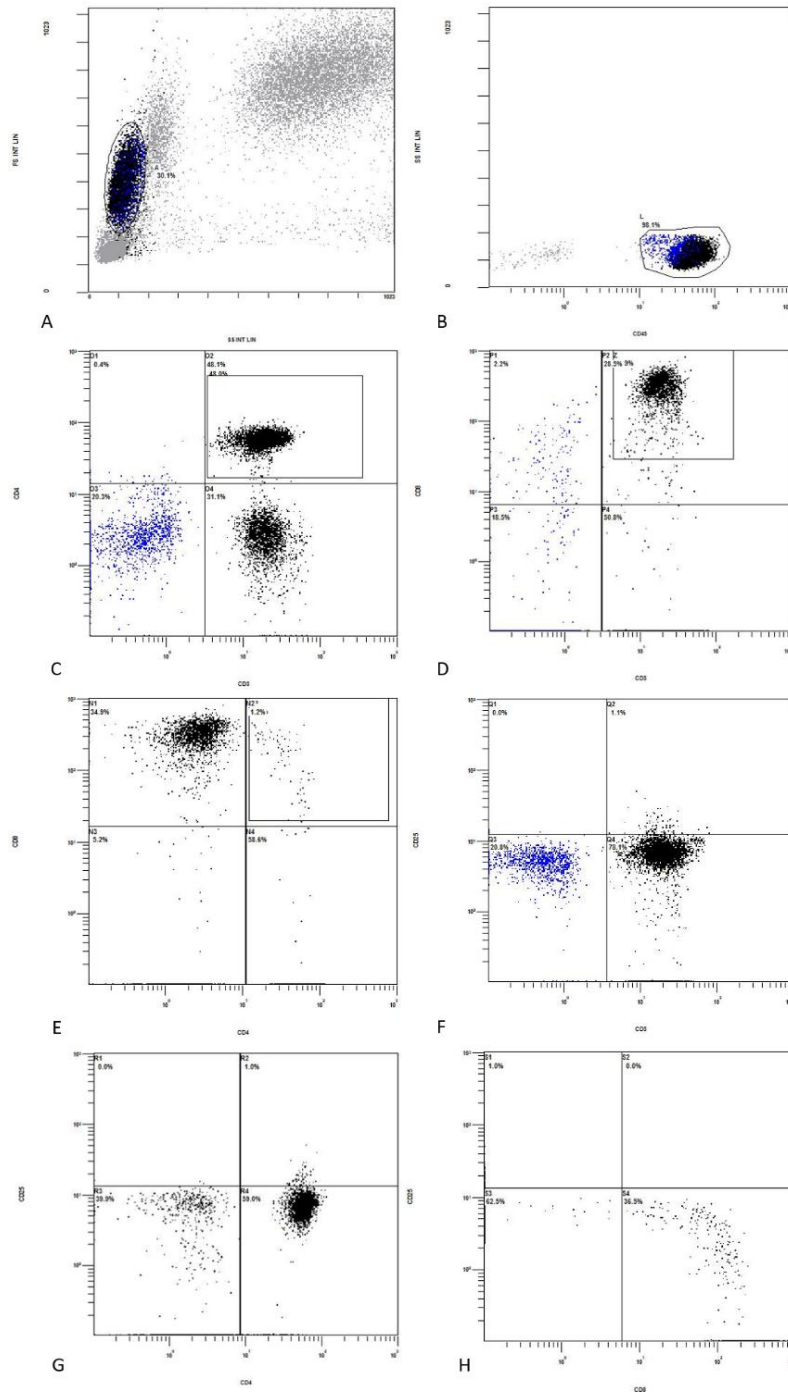 1023
FS INT LIN
A
30.1%
0
0
1023
SS INT LIN
A
1023
SS INT LIN
L
98.1%
0
CD45
B
D1
0.4%
D2
48.1%
48.0%
CD4
D3
20.3%
D4
31.1%
CD3
C
P1
2.2%
P2 Z
28.5%
CD8
P3
P4
50.8%
CD3
D
N1
34.9%
N2
1.2%
CD8
N3
5.2%
N4
58.6%
CD4
E
Q1
0.0%
Q2
1.1%
CD25
Q3
20.8%
Q4
78.1%
CD3
F
R1
0.0%
R2
1.0%
CD25
R3
39.9%
R4
59.0%
CD4
G
S1
1.0%
S2
0.0%
CD25
S3
62.5%
S4
36.5%
CD8
H